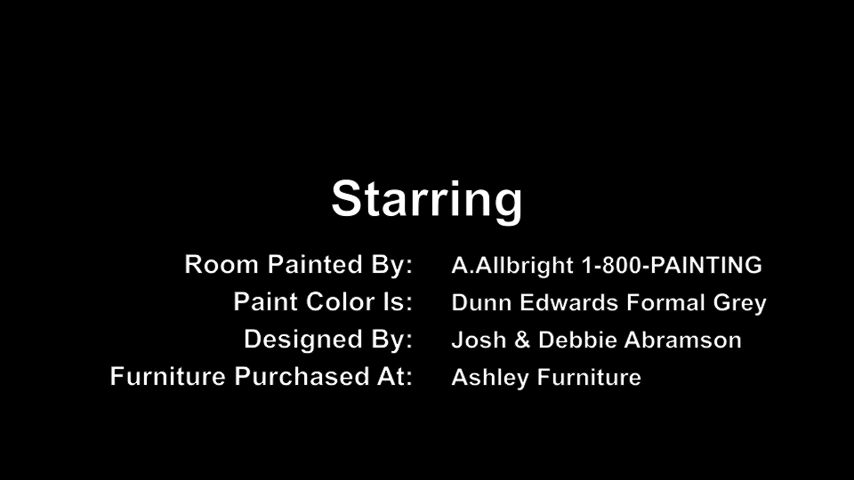 Starring
Room Painted By: A.Allbright 1-800-PAINTING
Paint Color Is: Dunn Edwards Formal Grey
Designed By: Josh & Debbie Abramson
Furniture Purchased At: Ashley Furniture